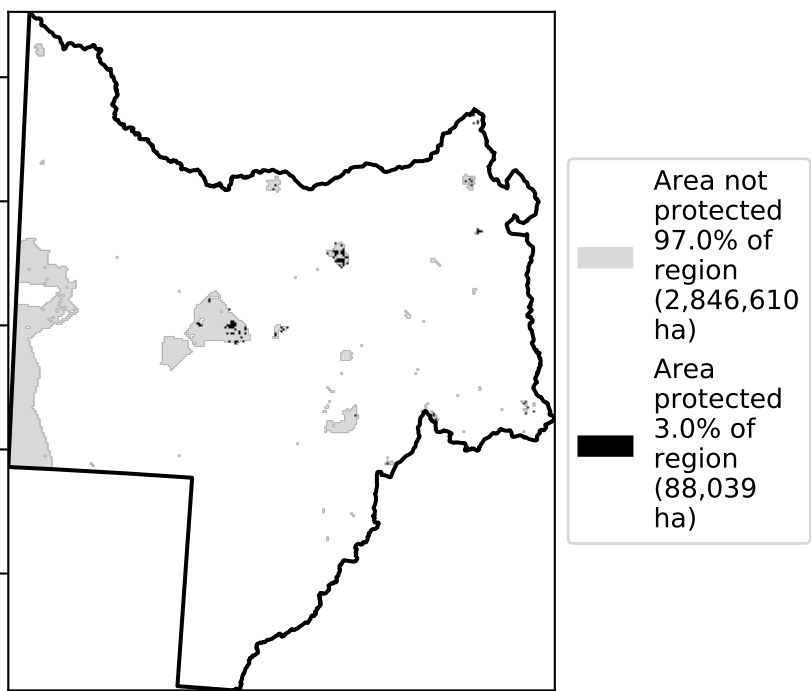 Area not
protected
97.0% of
region
(2,846,610
ha)
Area
protected
3.0% of
region
(88,039
ha)